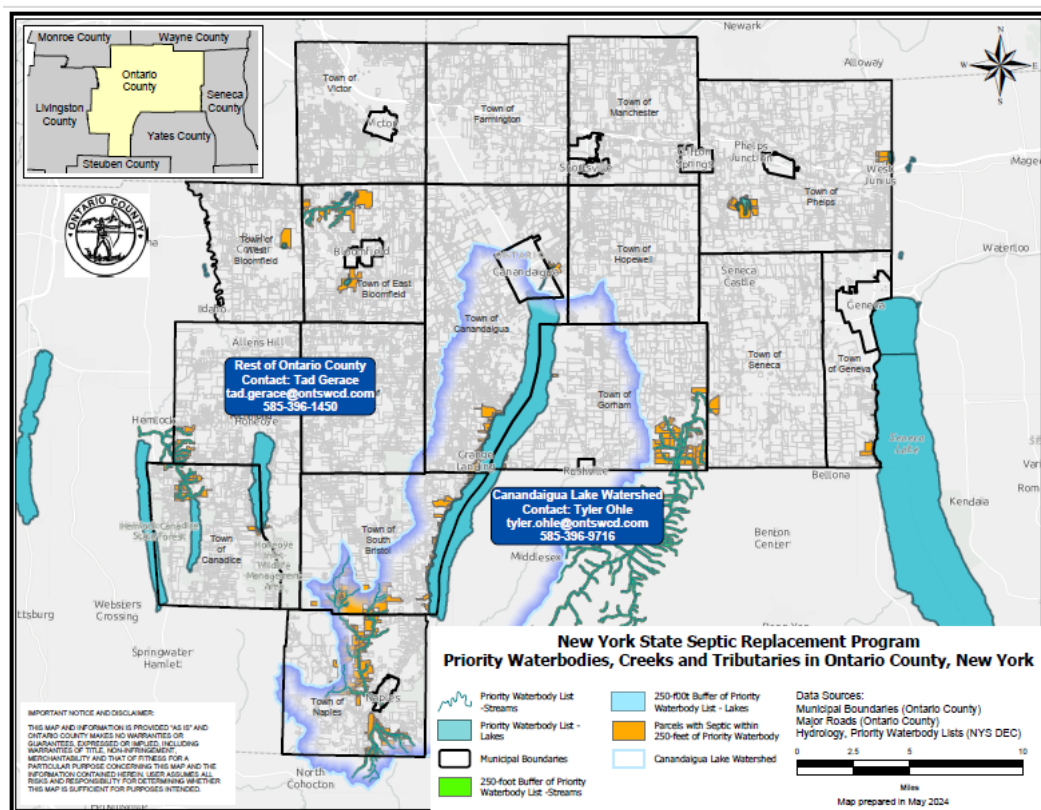 Monroe County
Wayne County
Ontario
County
Livingston
County
Seneca
County
Yates County
Steuben County
ONTARIO COUNTY
Newark
Alloway
N
W
E
S
Town of
Victor
Victor
Town of
Farmington
Town of
Manchester
Shortsville
Clifton
Springs
Phelps
Junction
Town of
Phelps
West
Junius
Waterloo
Town of
West
Bloomfield
Bloomfield
Town of East
Bloomfield
Canandaigua
Town of
Canandaigua
Town of
Hopewell
Seneca
Castle
Geneva
Idaho
Allens Hill
Town of
Seneca
Town
of Geneva
Rest of Ontario County
Contact: Tad Gerace
tad.gerace@ontswcd.com
585-396-1450
Town of
Gorham
Hemlock
Honeoye
Seneca
Lake
Grange
Landing
Rushville
Bellona
Kendaia
Canandaigua Lake Watershed
Contact: Tyler Ohle
tyler.ohle@ontswcd.com
585-396-9716
Hemlock-Canadice
State Forest
Town
of
Canadice
Town of
South
Bristol
Middlesex
Benton
Center
Websters
Crossing
Springwater
Hamlet
Town of
Naples
Naples
North
Cohocton
IMPORTANT NOTICE AND DISCLAIMER:
THIS MAP AND INFORMATION IS PROVIDED "AS IS" AND
ONTARIO COUNTY MAKES NO WARRANTIES OR
GUARANTEES, EXPRESSED OR IMPLIED, INCLUDING
WARRANTIES OF TITLE, NON-INFRINGEMENT,
MERCHANTABILITY AND THAT OF FITNESS FOR A
PARTICULAR PURPOSE CONCERNING THIS MAP AND THE
INFORMATION CONTAINED HEREIN. USER ASSUMES ALL
RISKS AND RESPONSIBILITY FOR DETERMINING WHETHER
THIS MAP IS SUFFICIENT FOR PURPOSES INTENDED.
New York State Septic Replacement Program
Priority Waterbodies, Creeks and Tributaries in Ontario County, New York
Priority Waterbody List
-Streams
Priority Waterbody List -
Lakes
Municipal Boundaries
250-foot Buffer of Priority
Waterbody List -Streams
250-f00t Buffer of Priority
Waterbody List - Lakes
Parcels with Septic within
250-feet of Priority Waterbody
Canandaigua Lake Watershed
Data Sources:
Municipal Boundaries (Ontario County)
Major Roads (Ontario County)
Hydrology, Priority Waterbody Lists (NYS DEC)
0 2.5 5 10
Miles
Map prepared in May 2024